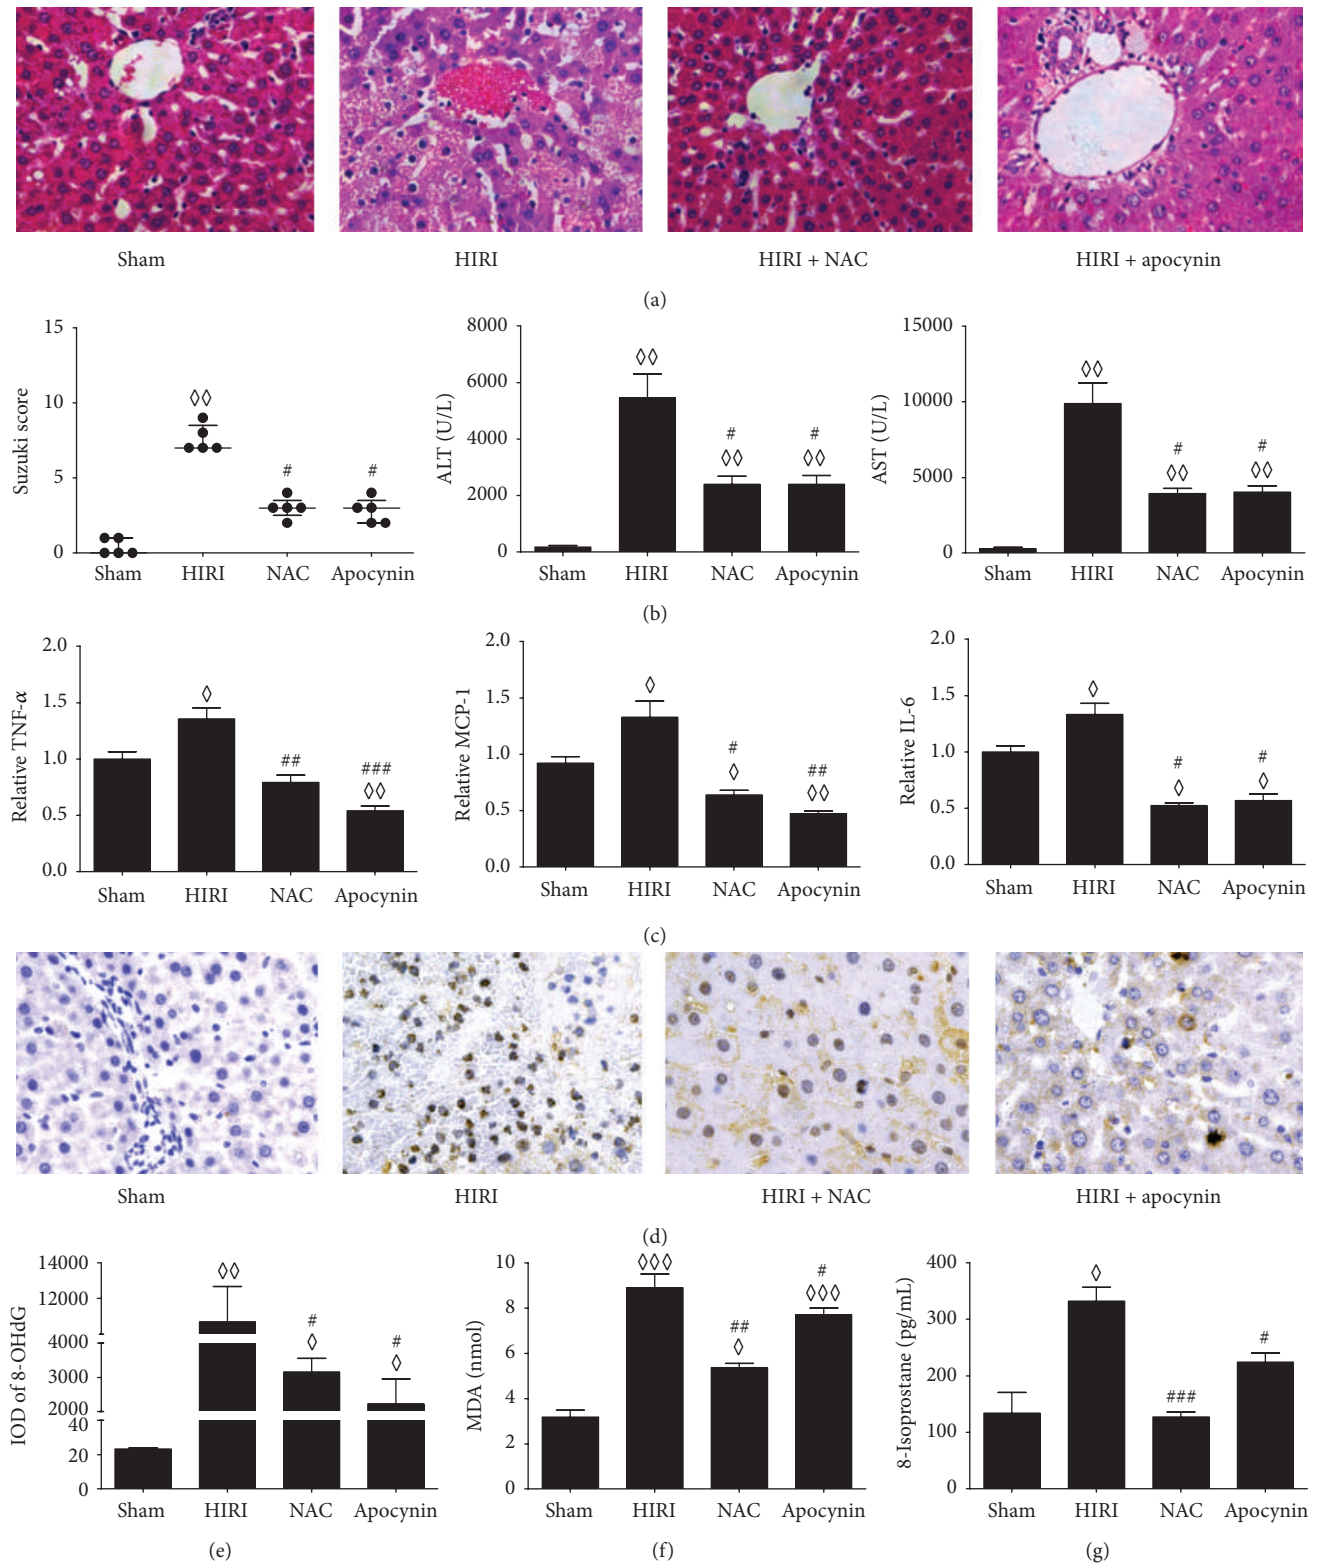 Sham
HIRI
HIRI + NAC
HIRI + apocynin
(a)
Suzuki score
15
10
5
0
◊◊
#
#
Sham
HIRI
NAC
Apocynin
ALT (U/L)
8000
6000
4000
2000
0
◊◊
#
◊◊
#
◊◊
Sham
HIRI
NAC
Apocynin
AST (U/L)
15000
10000
5000
0
◊◊
#
◊◊
#
◊◊
Sham
HIRI
NAC
Apocynin
(b)
Relative TNF-α
2.0
1.5
1.0
0.5
0.0
◊
##
###
◊◊
Sham
HIRI
NAC
Apocynin
Relative MCP-1
2.0
1.5
1.0
0.5
0.0
◊
#
◊
##
◊◊
Sham
HIRI
NAC
Apocynin
Relative IL-6
2.0
1.5
1.0
0.5
0.0
◊
#
◊
#
◊
Sham
HIRI
NAC
Apocynin
(c)
Sham
HIRI
HIRI + NAC
HIRI + apocynin
(d)
IOD of 8-OHdG
14000
12000
4000
3000
2000
40
20
0
◊◊
#
◊
#
◊
Sham
HIRI
NAC
Apocynin
(e)
MDA (nmol)
10
8
6
4
2
0
◊◊◊
##
◊
#
◊◊◊
Sham
HIRI
NAC
Apocynin
(f)
8-Isoprostane (pg/mL)
400
300
200
100
0
◊
###
#
Sham
HIRI
NAC
Apocynin
(g)